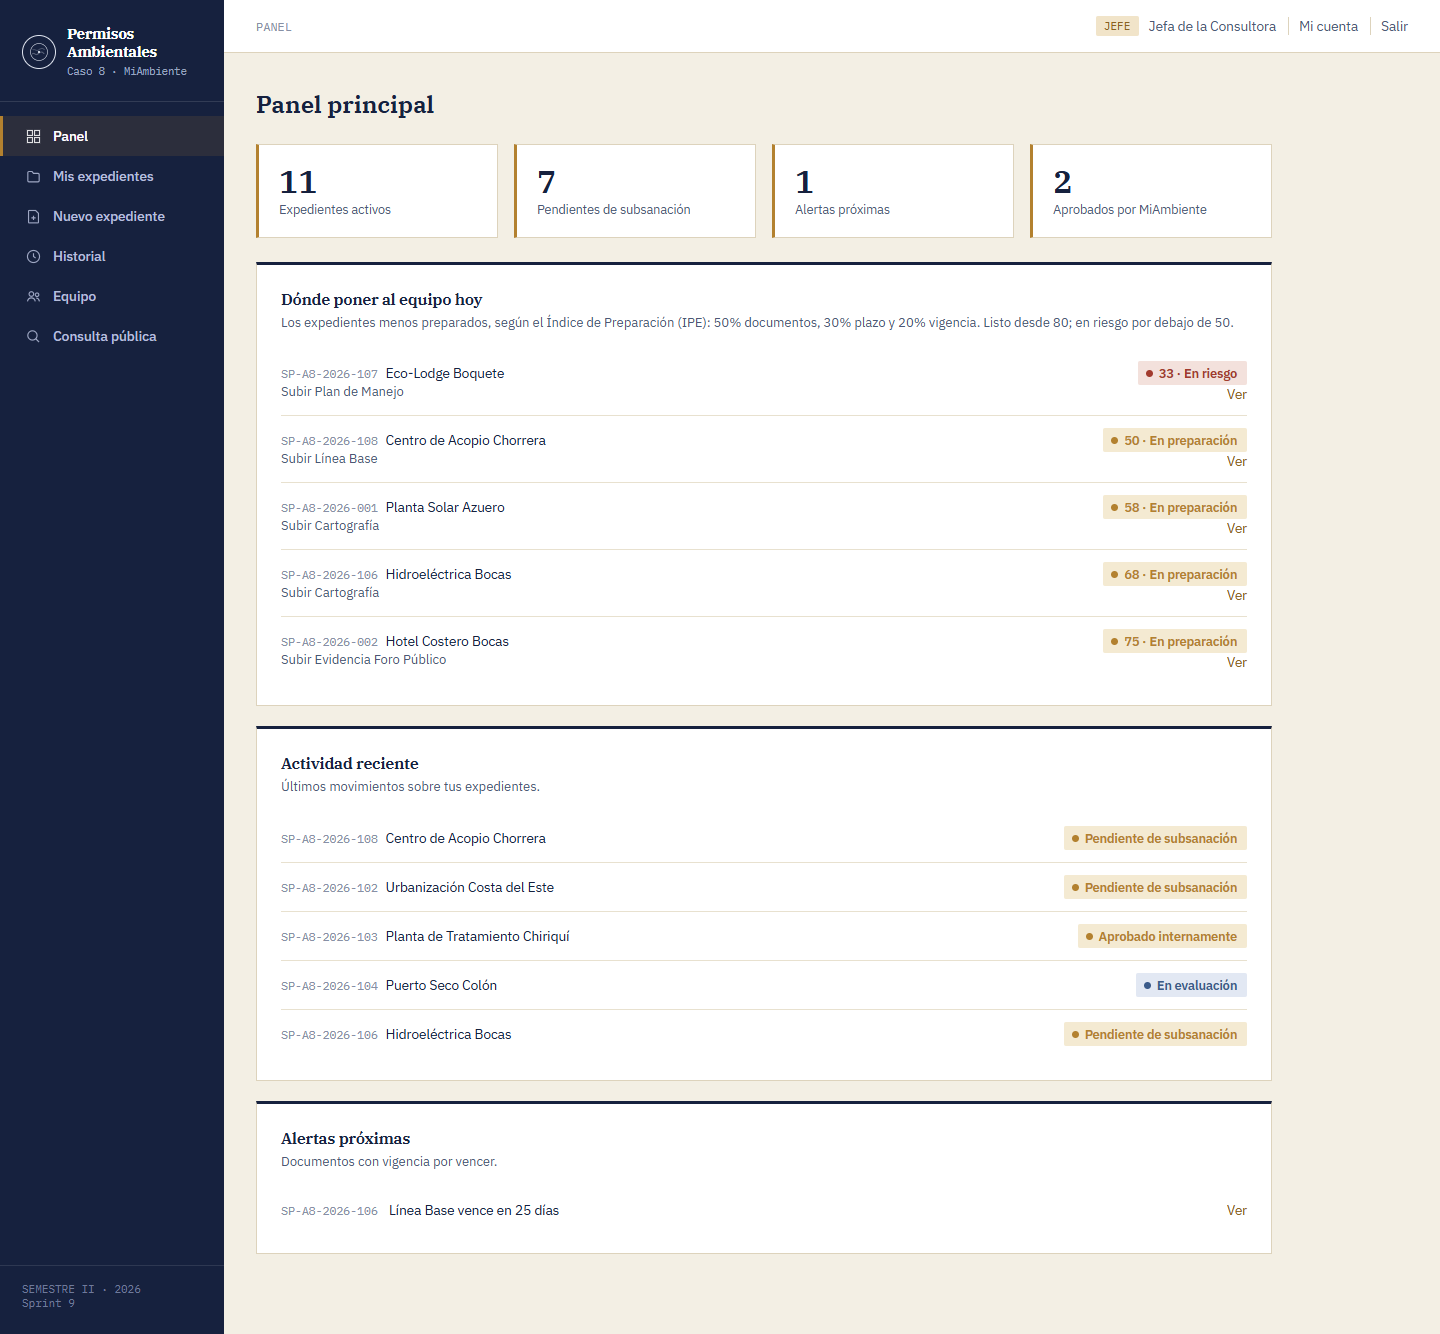 Permisos
Ambientales
Caso 8 · MiAmbiente
Panel
Mis expedientes
Nuevo expediente
Historial
Equipo
Consulta pública
SEMESTRE II · 2026
Sprint 9
PANEL
JEFE Jefa de la Consultora Mi cuenta Salir
Panel principal
11
Expedientes activos
7
Pendientes de subsanación
1
Alertas próximas
2
Aprobados por MiAmbiente
Dónde poner al equipo hoy
Los expedientes menos preparados, según el Índice de Preparación (IPE): 50% documentos, 30% plazo y 20% vigencia. Listo desde 80; en riesgo por debajo de 50.
SP-A8-2026-107 Eco-Lodge Boquete 33 · En riesgo
Subir Plan de Manejo Ver
SP-A8-2026-108 Centro de Acopio Chorrera 50 · En preparación
Subir Línea Base Ver
SP-A8-2026-001 Planta Solar Azuero 58 · En preparación
Subir Cartografía Ver
SP-A8-2026-106 Hidroeléctrica Bocas 68 · En preparación
Subir Cartografía Ver
SP-A8-2026-002 Hotel Costero Bocas 75 · En preparación
Subir Evidencia Foro Público Ver
Actividad reciente
Últimos movimientos sobre tus expedientes.
SP-A8-2026-108 Centro de Acopio Chorrera Pendiente de subsanación
SP-A8-2026-102 Urbanización Costa del Este Pendiente de subsanación
SP-A8-2026-103 Planta de Tratamiento Chiriquí Aprobado internamente
SP-A8-2026-104 Puerto Seco Colón En evaluación
SP-A8-2026-106 Hidroeléctrica Bocas Pendiente de subsanación
Alertas próximas
Documentos con vigencia por vencer.
SP-A8-2026-106 Línea Base vence en 25 días Ver